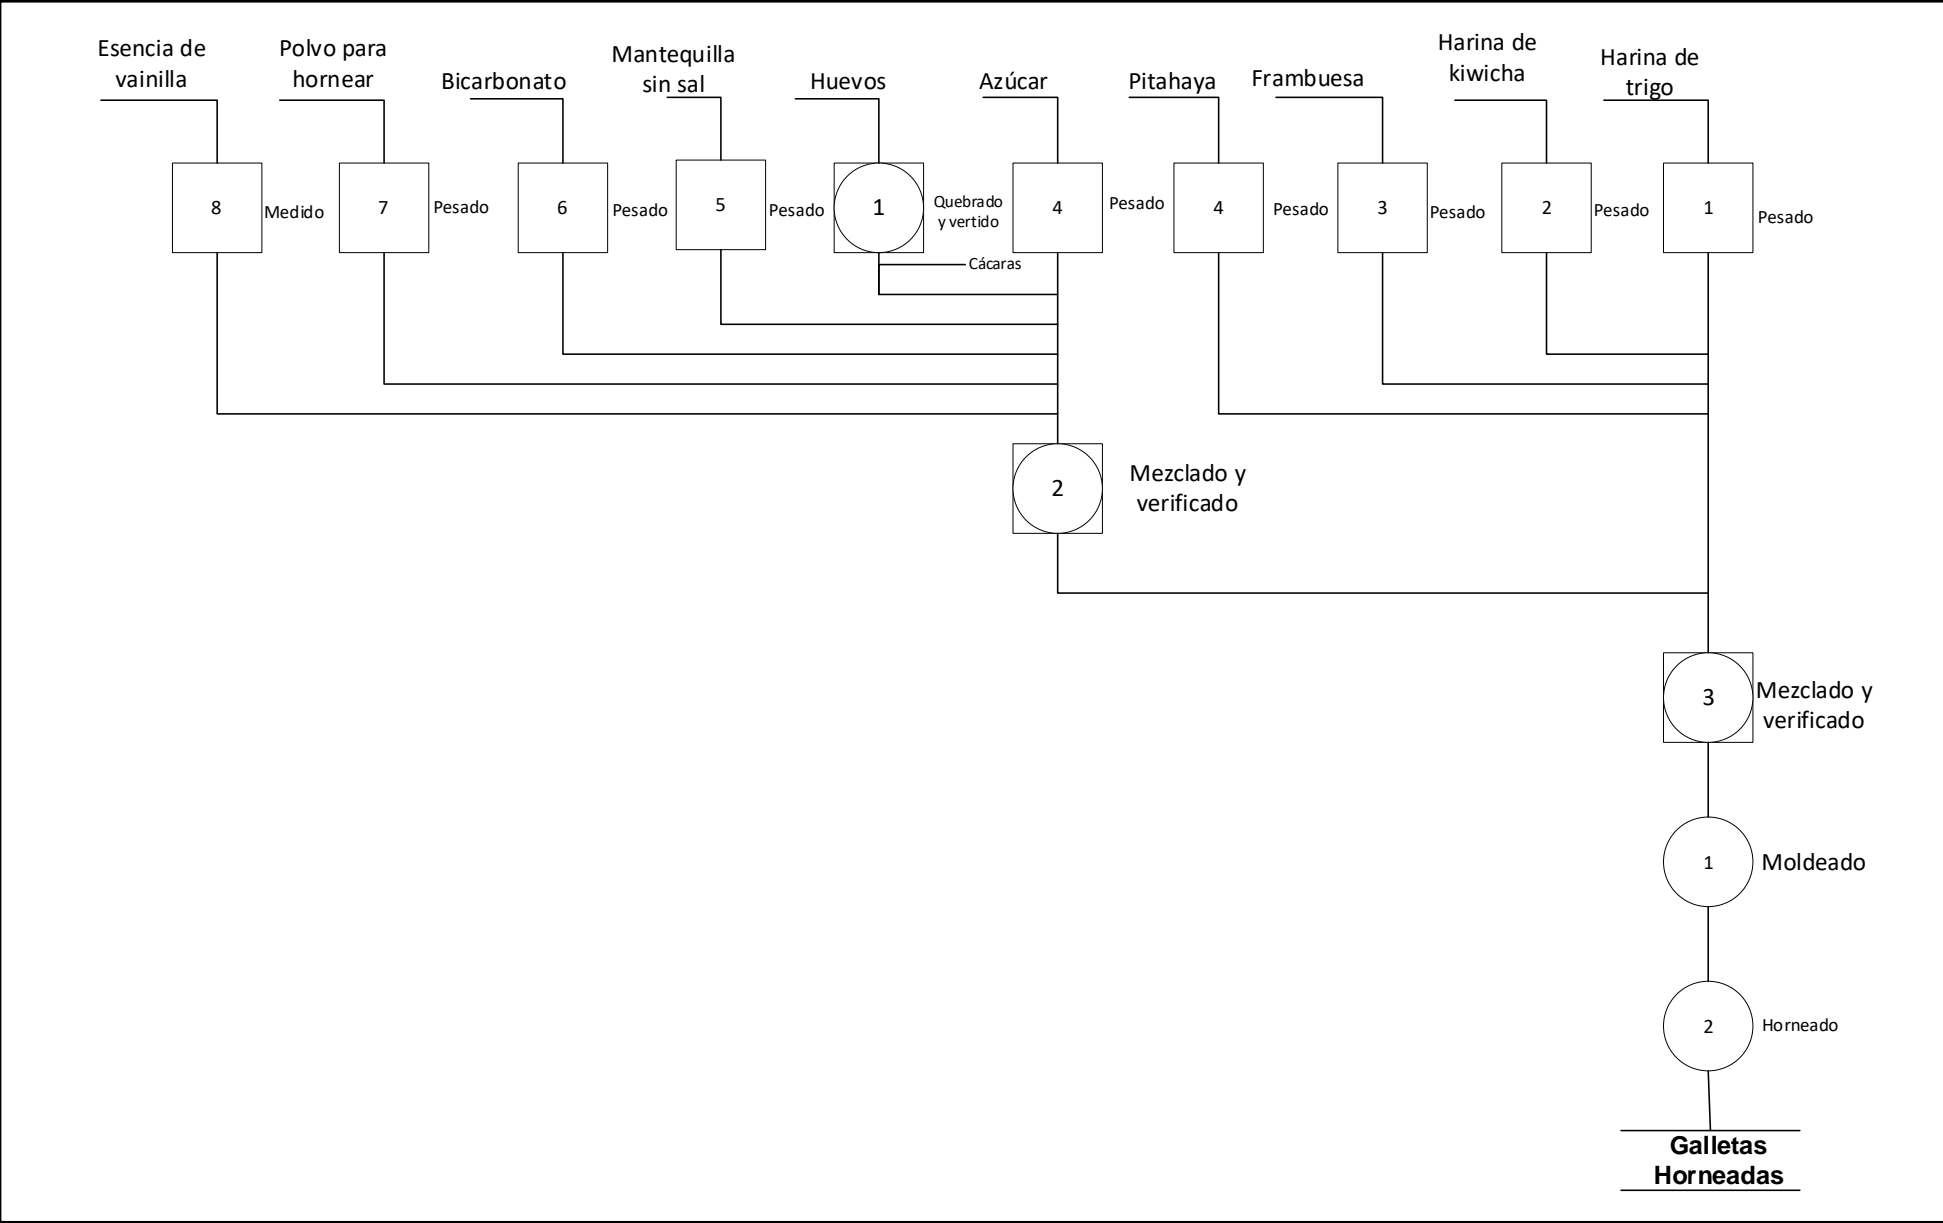 Esencia de
vainilla
Polvo para
hornear
Bicarbonato
Mantequilla
sin sal
Huevos
Azúcar
Pitahaya
Frambuesa
Harina de
kiwicha
Harina de
trigo
8
Medido
7
Pesado
6
Pesado
5
Pesado
1
Quebrado
y vertido
4
Pesado
4
Pesado
3
Pesado
2
Pesado
1
Pesado
Cácaras
2
Mezclado y
verificado
3
Mezclado y
verificado
1
Moldeado
2
Horneado
Galletas
Horneadas